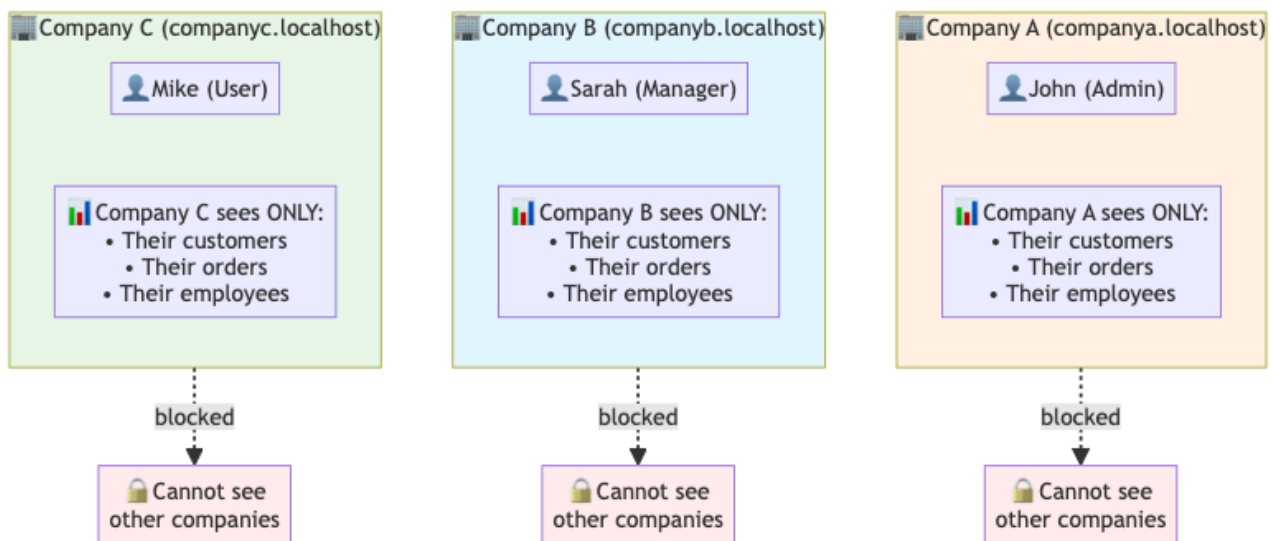 🏢Company C (companyc.localhost)
👤Mike (User)
📊Company C sees ONLY:
• Their customers
• Their orders
• Their employees
blocked
🔒Cannot see
other companies
🏢Company B (companyb.localhost)
👤Sarah (Manager)
📊Company B sees ONLY:
• Their customers
• Their orders
• Their employees
blocked
🔒Cannot see
other companies
🏢Company A (companya.localhost)
👤John (Admin)
📊Company A sees ONLY:
• Their customers
• Their orders
• Their employees
blocked
🔒Cannot see
other companies